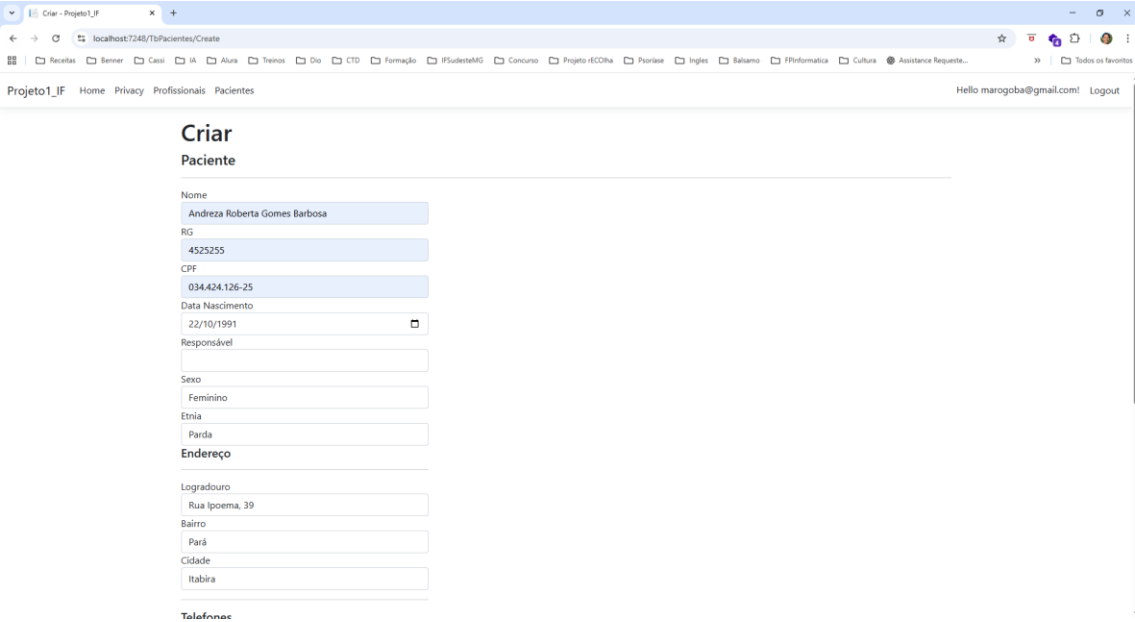 Criar - Projeto1_IF
localhost:7248/TbPacientes/Create
Receitas Benner Cassi IA Alura Treinos Dio CTD Formação IFSudesteMG Concurso Projeto rECOlha Psoríase Ingles Balsamo FPInformatica Cultura Assistance Requeste... » Todos os favoritos
Projeto1_IF Home Privacy Profissionais Pacientes Hello marogoba@gmail.com! Logout
Criar
Paciente
Nome
Andreza Roberta Gomes Barbosa
RG
4525255
CPF
034.424.126-25
Data Nascimento
22/10/1991
Responsável
Sexo
Feminino
Etnia
Parda
Endereço
Logradouro
Rua Ipoema, 39
Bairro
Pará
Cidade
Itabira
Telefones